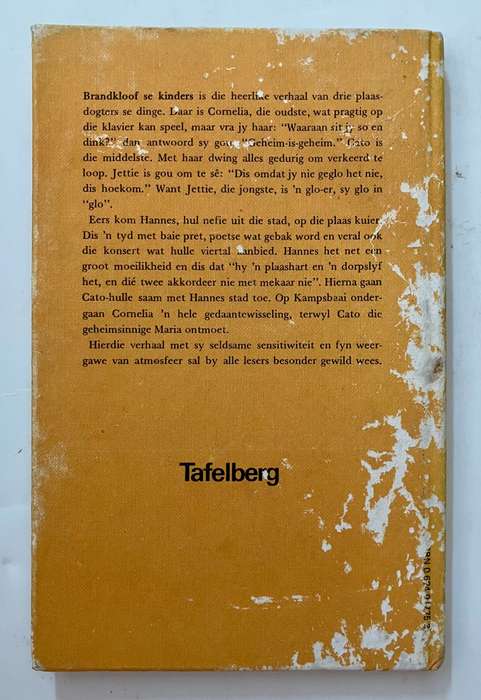 Brandkloof se kinders is die heerlike verhaal van drie plaas-
dogters se dinge. Daar is Cornelia, die oudste, wat pragtig op
die klavier kan speel, maar vra jy haar: “Waaraan sit jy so en
dink?” dan antwoord sy gou: “Geheim-is-geheim.” Cato is
die middelste. Met haar dwing alles gedurig om verkeerd te
loop. Jettie is gou om te sê: “Dis omdat jy nie geglo het nie,
dis hoekom.” Want Jettie, die jongste, is ’n glo-er, sy glo in
“glo”.
Eers kom Hannes, hul nefie uit die stad, op die plaas kuier.
Dis ’n tyd met baie pret, poetse wat gebak word en veral ook
die konsert wat hulle viertal aanbied. Hannes het net een
groot moeilikheid en dis dat “hy ’n plaashart en ’n dorpslyf
het, en dié twee akkordeer nie met mekaar nie”. Hierna gaan
Cato-hulle saam met Hannes stad toe. Op Kampsbaai onder-
gaan Cornelia ’n hele gedaantewisseling, terwyl Cato die
geheimsinnige Maria ontmoet.
Hierdie verhaal met sy seldsame sensitiwiteit en fyn weer-
gawe van atmosfeer sal by alle lesers besonder gewild wees.
Tafelberg